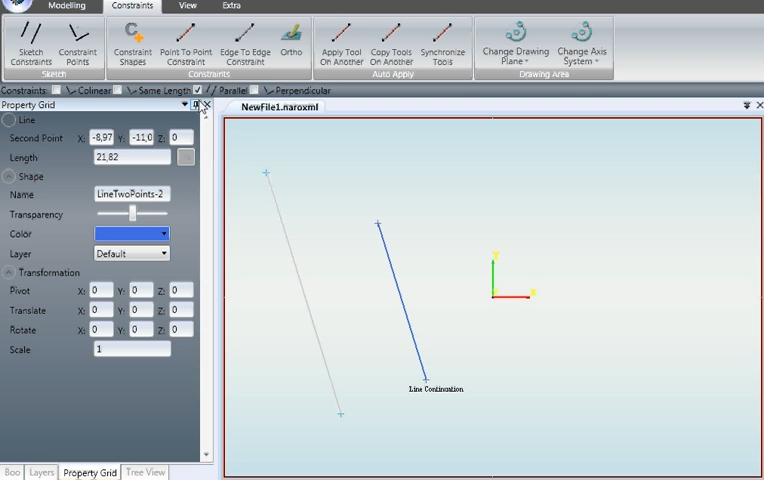 Modelling Constraints View Extra
Sketch Constraints
Constraint Points
Constraint Shapes
Point To Point Constraint
Edge To Edge Constraint
Ortho
Apply Tool On Another
Copy Tools On Another
Synchronize Tools
Change Drawing Plane
Change Axis System
Sketch Constraints Auto Apply Drawing Area
Constraints: Colinear Same Length Parallel Perpendicular
Property Grid
NewFile1.naroxml
Line
Second Point X: -8,97 Y: -11,0 Z: 0
Length 21,82
Shape
Name LineTwoPoints-2
Transparency
Color
Layer Default
Transformation
Pivot X: 0 Y: 0 Z: 0
Translate X: 0 Y: 0 Z: 0
Rotate X: 0 Y: 0 Z: 0
Scale 1
Y
X
Line Continuation
Boo Layers Property Grid Tree View